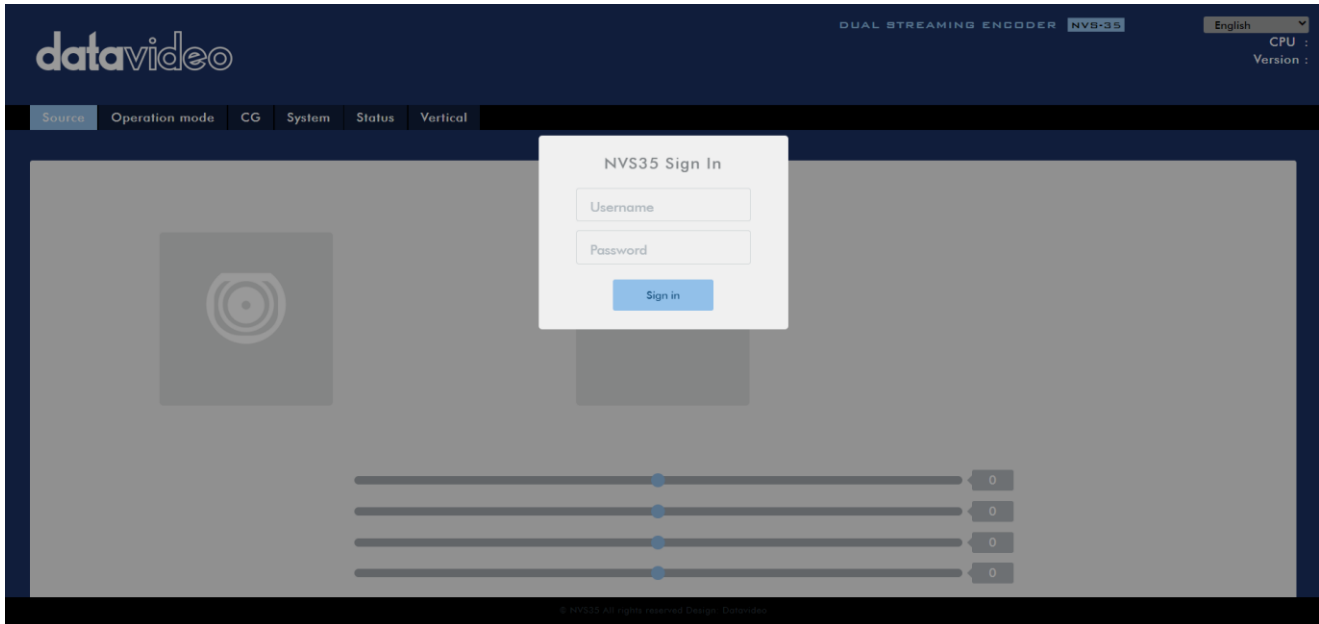 datavideo
DUAL STREAMING ENCODER NVS-35
English
CPU :
Version :
Source Operation mode CG System Status Vertical
NVS35 Sign In
Username
Password
Sign in
0
0
0
0
© NVS35 All rights reserved Design: Datavideo